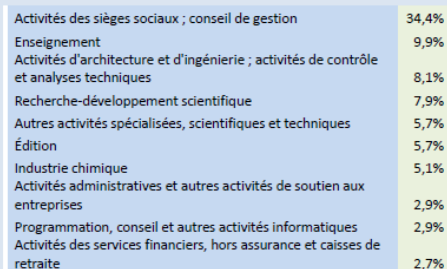 Activités des sièges sociaux ; conseil de gestion 34,4%
Enseignement 9,9%
Activités d'architecture et d'ingénierie ; activités de contrôle
et analyses techniques 8,1%
Recherche-développement scientifique 7,9%
Autres activités spécialisées, scientifiques et techniques 5,7%
Édition 5,7%
Industrie chimique 5,1%
Activités administratives et autres activités de soutien aux
entreprises 2,9%
Programmation, conseil et autres activités informatiques 2,9%
Activités des services financiers, hors assurance et caisses de
retraite 2,7%